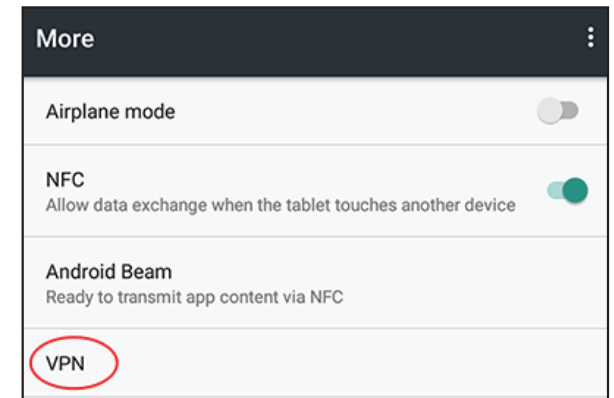 More
Airplane mode
NFC
Allow data exchange when the tablet touches another device
Android Beam
Ready to transmit app content via NFC
VPN